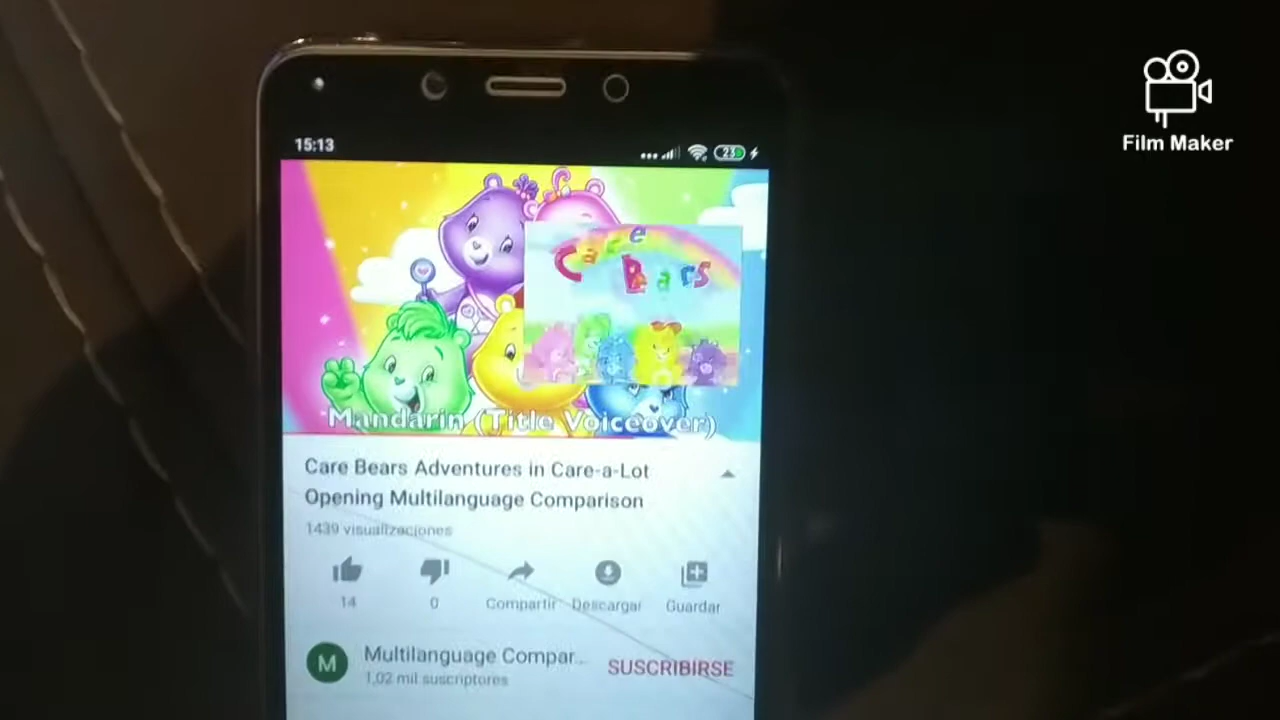 Film Maker
15:13
23
Care
Bears
Mandarin (Title Voiceover)
Care Bears Adventures in Care-a-Lot
Opening Multilanguage Comparison
1439 visualizaciones
14
0
Compartir
Descargar
Guardar
M
Multilanguage Compar...
SUSCRIBIRSE
1,02 mil suscriptores